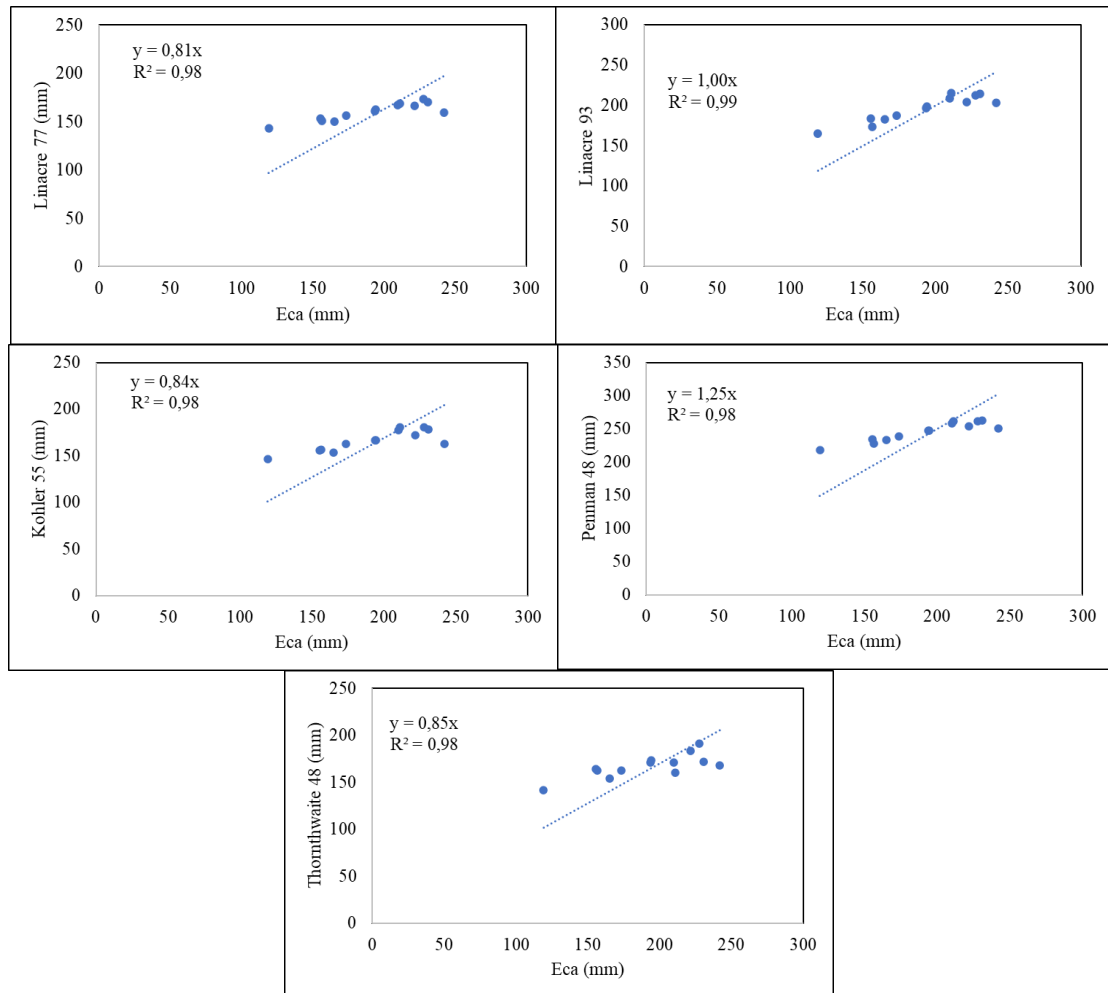 y = 0,81x
R² = 0,98
Linacre 77 (mm)
250
200
150
100
50
0
0 50 100 150 200 250 300
Eca (mm)
y = 1,00x
R² = 0,99
Linacre 93
300
250
200
150
100
50
0
0 50 100 150 200 250 300
Eca (mm)
y = 0,84x
R² = 0,98
Kohler 55 (mm)
250
200
150
100
50
0
0 50 100 150 200 250 300
Eca (mm)
y = 1,25x
R² = 0,98
Penman 48 (mm)
350
300
250
200
150
100
50
0
0 50 100 150 200 250 300
Eca (mm)
y = 0,85x
R² = 0,98
Thornthwaite 48 (mm)
250
200
150
100
50
0
0 50 100 150 200 250 300
Eca (mm)